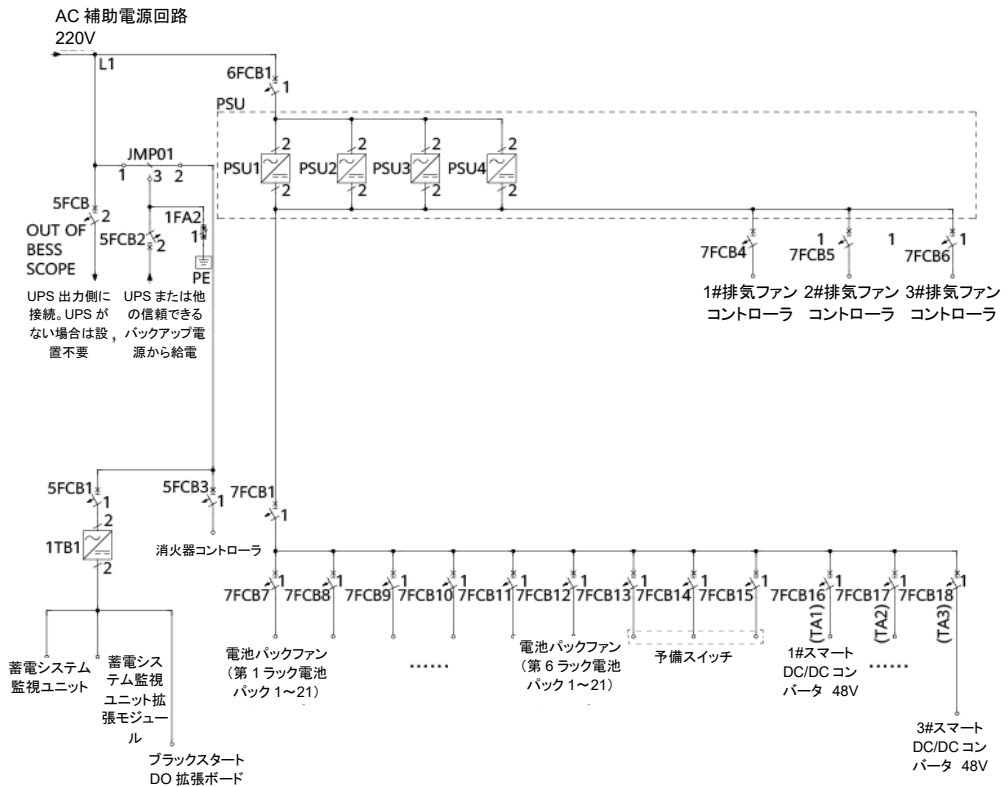 AC 補助電源回路
220V
L1
6FCB1
1
PSU
2
2
2
2
PSU1
PSU2
PSU3
PSU4
2
2
2
2
JMP01
1
3
2
5FCB
2
OUT OF
BESS
SCOPE
5FCB2
2
1FA2
1
PE
UPS 出力側に
接続。UPS が
ない場合は設
置不要
,
UPS または他
の信頼できる
バックアップ電
源から給電
7FCB4
1
7FCB5
1
7FCB6
1
1#排気ファン
コントローラ
2#排気ファン
コントローラ
3#排気ファン
コントローラ
5FCB1
1
2
1TB1
2
5FCB3
1
消火器コントローラ
7FCB1
1
7FCB7
1
7FCB8
1
7FCB9
1
7FCB10
1
7FCB11
1
7FCB12
1
7FCB13
1
7FCB14
1
7FCB15
1
7FCB16
1
(TA1)
7FCB17
1
(TA2)
7FCB18
1
(TA3)
電池パックファン
(第 1 ラック電池
パック 1～21)
……
電池パックファン
(第 6 ラック電池
パック 1～21)
予備スイッチ
1#スマート
DC/DC コン
バータ 48V
……
3#スマート
DC/DC コン
バータ 48V
蓄電システム
監視ユニット
蓄電シス
テム監視
ユニット拡
張モジュー
ル
ブラックスタート
DO 拡張ボード